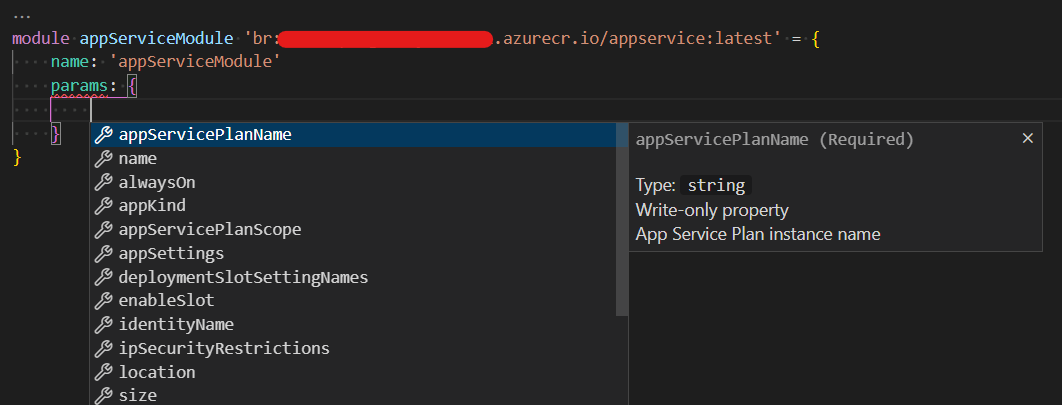 ...
module appServiceModule 'br: .azurecr.io/appservice:latest' = {
name: 'appServiceModule'
params: {
}
}
appServicePlanName
name
alwaysOn
appKind
appServicePlanScope
appSettings
deploymentSlotSettingNames
enableSlot
identityName
ipSecurityRestrictions
location
size
appServicePlanName (Required)
Type: string
Write-only property
App Service Plan instance name